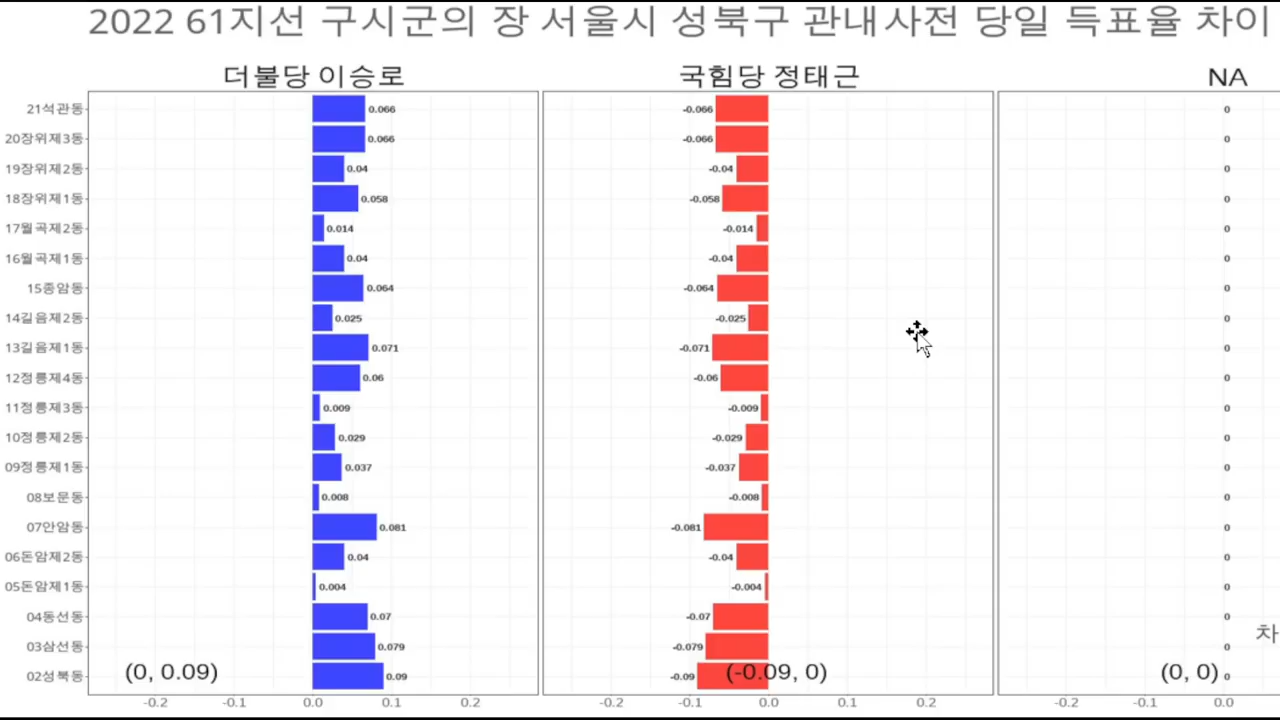 2022 61지선 구시군의 장 서울시 성북구 관내사전 당일 득표율 차이
더불당 이승로 국힘당 정태근 NA
21석관동 0.066 -0.066 0
20장위제3동 0.066 -0.066 0
19장위제2동 0.04 -0.04 0
18장위제1동 0.058 -0.058 0
17월곡제2동 0.014 -0.014 0
16월곡제1동 0.04 -0.04 0
15종암동 0.064 -0.064 0
14길음제2동 0.025 -0.025 0
13길음제1동 0.071 -0.071 0
12정릉제4동 0.06 -0.06 0
11정릉제3동 0.009 -0.009 0
10정릉제2동 0.029 -0.029 0
09정릉제1동 0.037 -0.037 0
08보문동 0.008 -0.008 0
07안암동 0.081 -0.081 0
06돈암제2동 0.04 -0.04 0
05돈암제1동 0.004 -0.004 0
04동선동 0.07 -0.07 0
차
03삼선동 0.079 -0.079 0
02성북동 0.09 -0.09 0
(0, 0.09) (-0.09, 0) (0, 0)
-0.2 -0.1 0.0 0.1 0.2 -0.2 -0.1 0.0 0.1 0.2 -0.2 -0.1 0.0